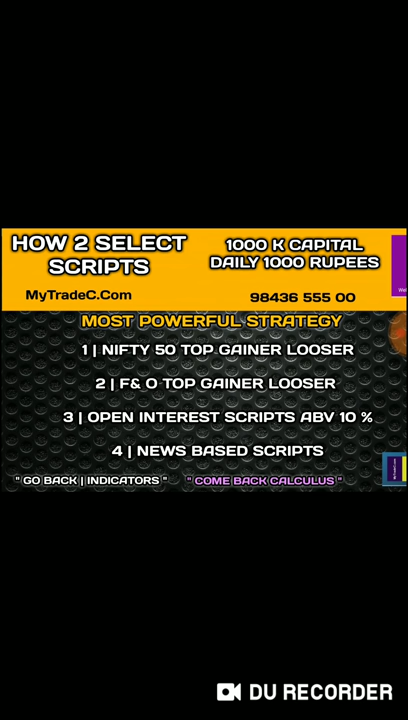 HOW 2 SELECT
SCRIPTS
1000 K CAPITAL
DAILY 1000 RUPEES
MyTradeC.Com
98436 555 00
MOST POWERFUL STRATEGY
1 | NIFTY 50 TOP GAINER LOOSER
2 | F& O TOP GAINER LOOSER
3 | OPEN INTEREST SCRIPTS ABV 10 %
4 | NEWS BASED SCRIPTS
" GO BACK | INDICATORS "
" COME BACK CALCULUS "
DU RECORDER